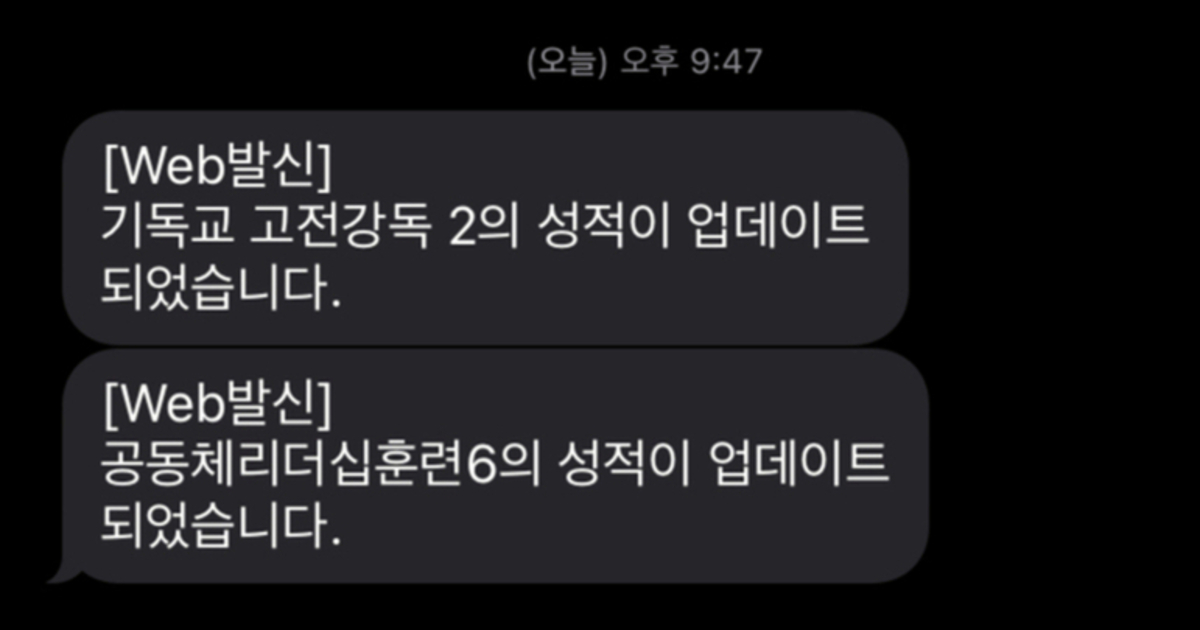 (오늘) 오후 9:47
[Web발신]
기독교 고전강독 2의 성적이 업데이트
되었습니다.
[Web발신]
공동체리더십훈련6의 성적이 업데이트
되었습니다.